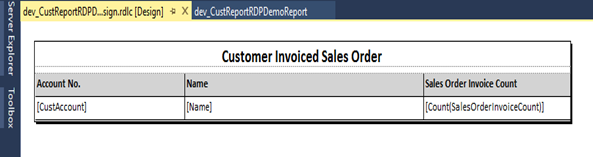 dev_CustReportRDPD...sign.rdlc [Design] dev_CustReportRDPDemoReport
Server Explorer
Toolbox
Customer Invoiced Sales Order
Account No. Name Sales Order Invoice Count
[CustAccount] [Name] [Count(SalesOrderInvoiceCount)]